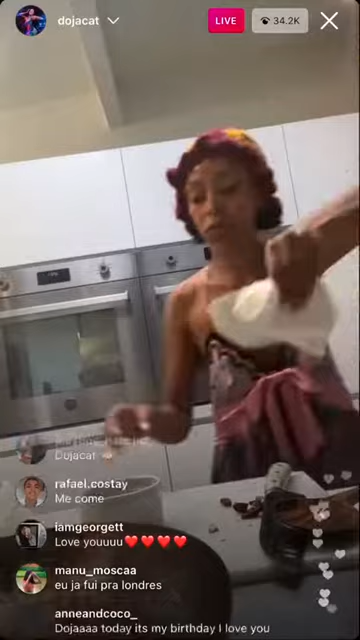 dojacat
LIVE
34.2K
Dojacat
rafael.costay
Me come
iamgeorgett
Love youuuu❤️❤️❤️❤️
manu_moscaa
eu ja fui pra londres
anneandcoco_
Dojaaaa today its my birthday I love you